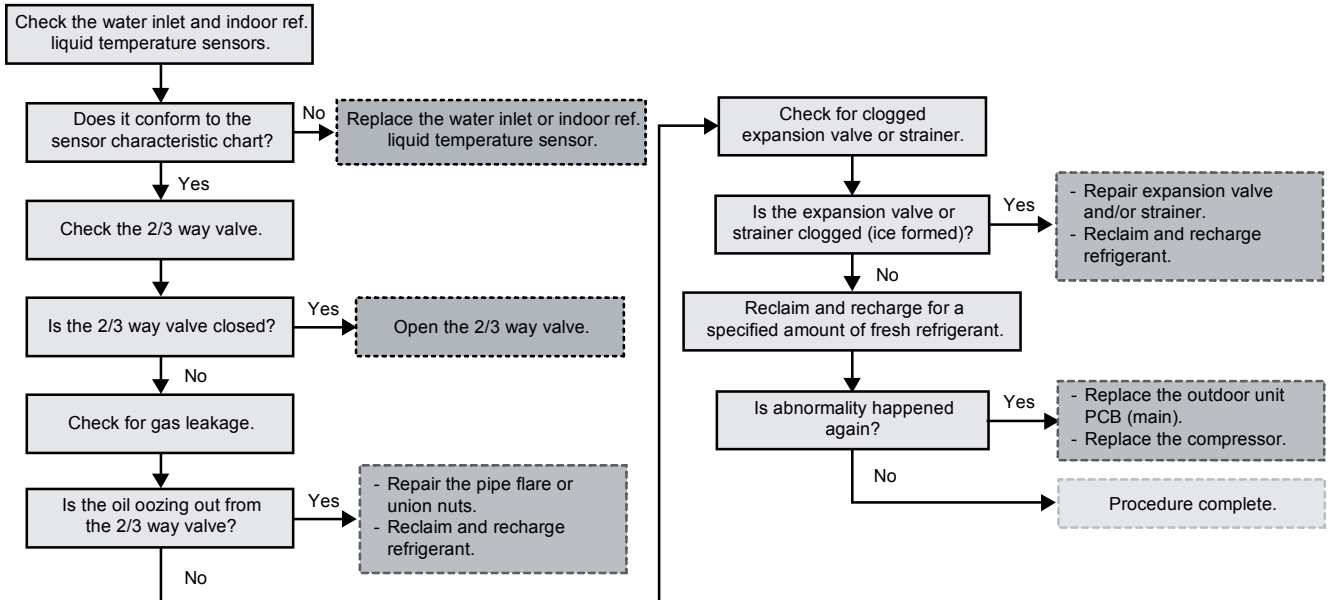 Check the water inlet and indoor ref.
liquid temperature sensors.
Does it conform to the
sensor characteristic chart?
No
Replace the water inlet or indoor ref.
liquid temperature sensor.
Yes
Check the 2/3 way valve.
Is the 2/3 way valve closed?
Yes
Open the 2/3 way valve.
No
Check for gas leakage.
Is the oil oozing out from
the 2/3 way valve?
Yes
- Repair the pipe flare or
union nuts.
- Reclaim and recharge
refrigerant.
No
Check for clogged
expansion valve or strainer.
Is the expansion valve or
strainer clogged (ice formed)?
Yes
- Repair expansion valve
and/or strainer.
- Reclaim and recharge
refrigerant.
No
Reclaim and recharge for a
specified amount of fresh refrigerant.
Is abnormality happened
again?
Yes
- Replace the outdoor unit
PCB (main).
- Replace the compressor.
No
Procedure complete.